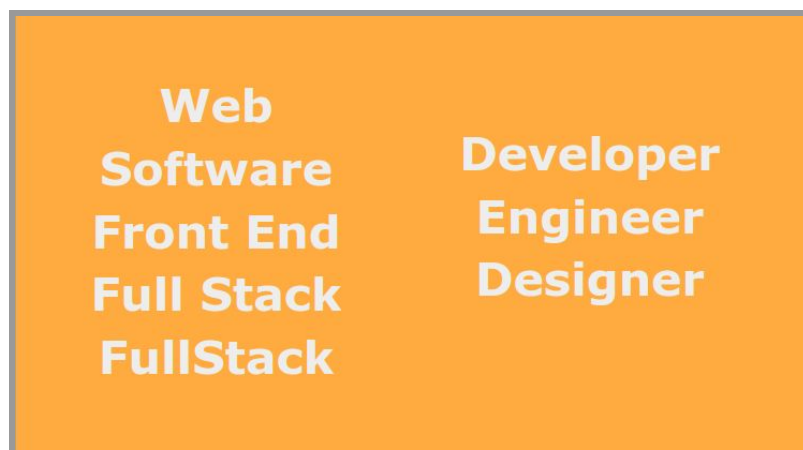 Web
Software
Front End
Full Stack
FullStack
Developer
Engineer
Designer